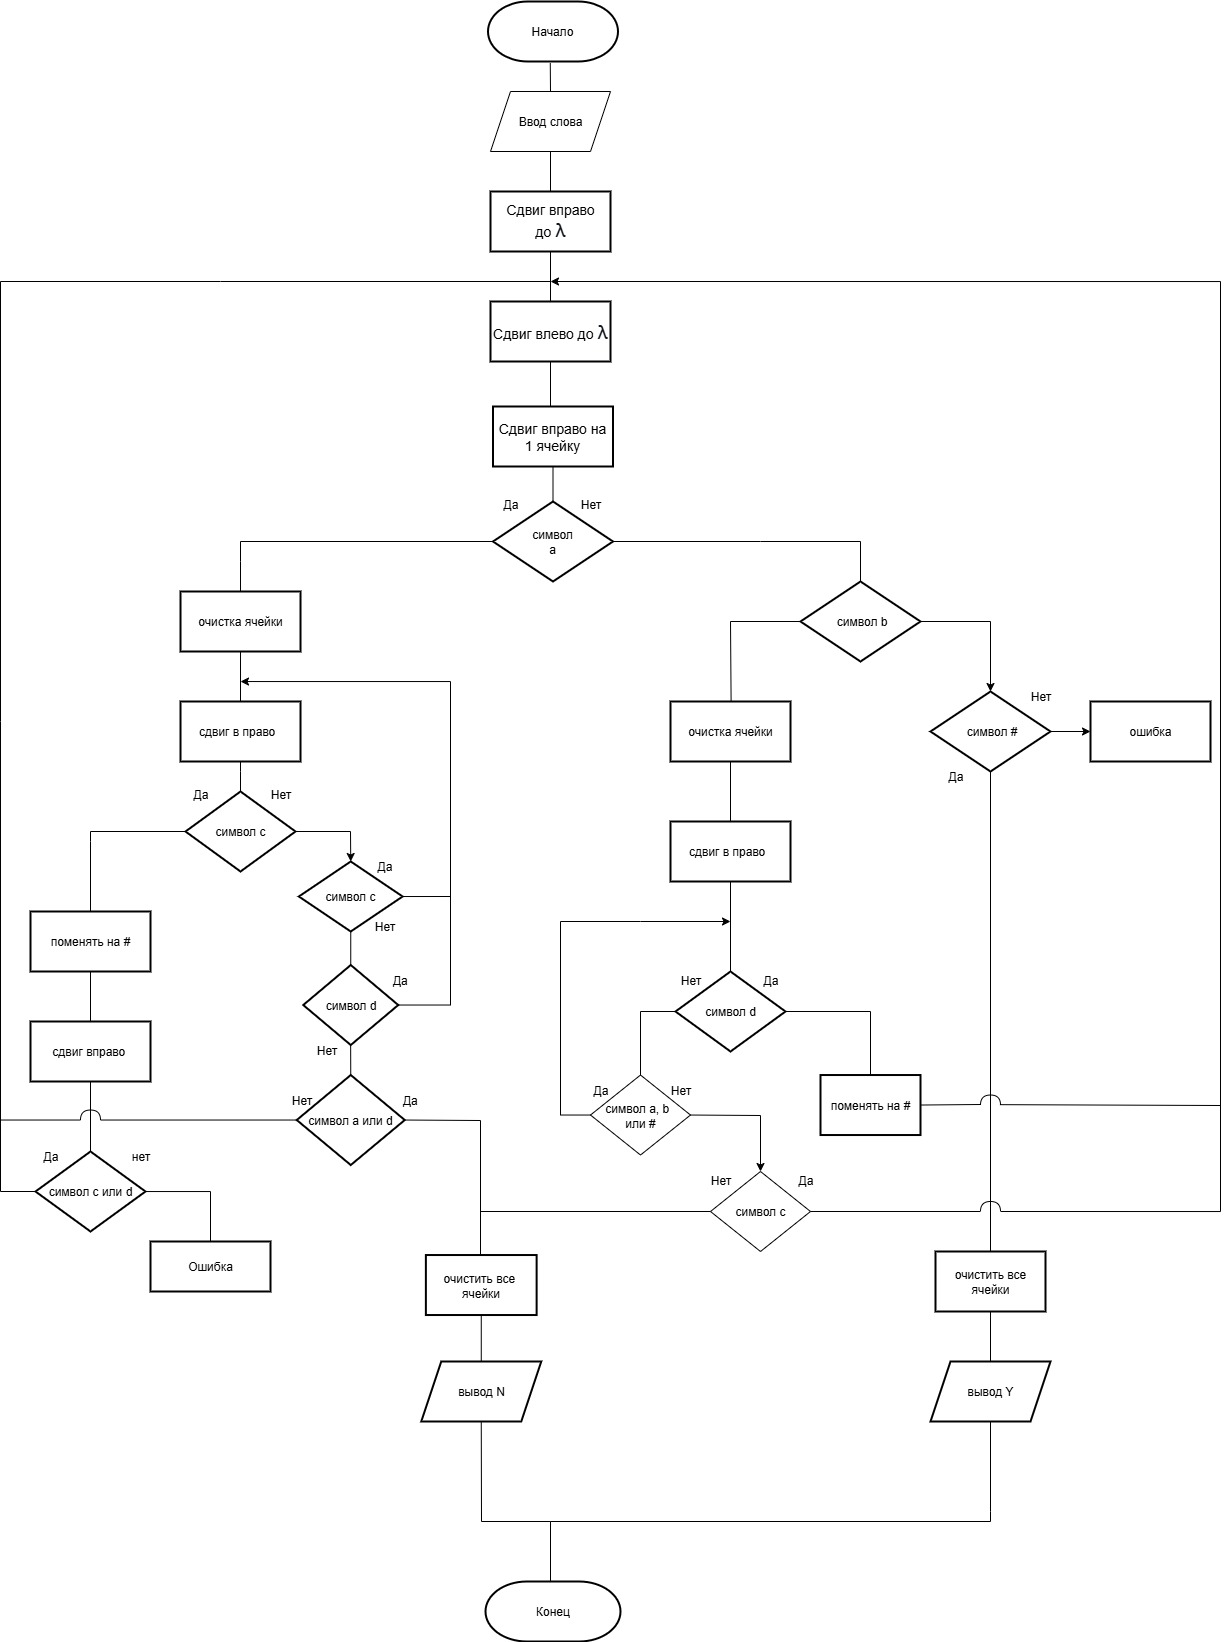 Начало
Ввод слова
Сдвиг вправо
до λ
Сдвиг влево до λ
Сдвиг вправо на
1 ячейку
Да
Нет
символ
а
очистка ячейки
символ b
сдвиг в право
очистка ячейки
Нет
символ #
ошибка
Да
Да
Нет
символ с
сдвиг в право
Да
символ с
Нет
поменять на #
Да
символ d
Нет
Да
символ d
Нет
сдвиг вправо
Нет
Да
символ а или d
Да
Нет
символ a, b
или #
поменять на #
Да
нет
символ с или d
Нет
Да
символ с
Ошибка
очистить все
ячейки
очистить все
ячейки
вывод N
вывод Y
Конец